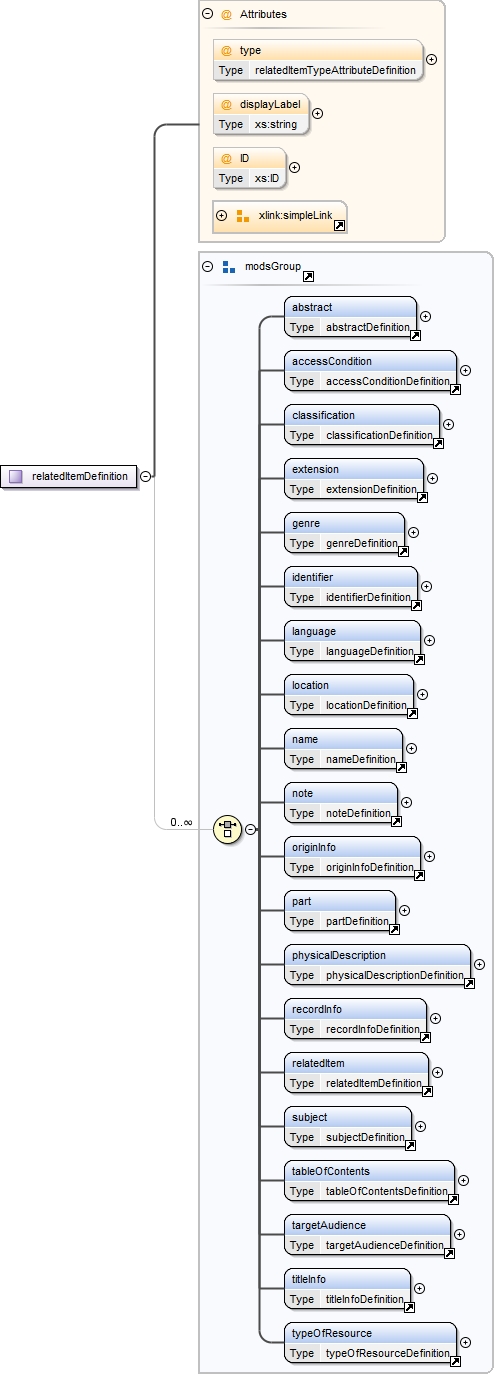 @ Attributes
@ type
Type relatedItemTypeAttributeDefinition
@ displayLabel
Type xs:string
@ ID
Type xs:ID
xlink:simpleLink
modsGroup
abstract
Type abstractDefinition
accessCondition
Type accessConditionDefinition
classification
Type classificationDefinition
extension
Type extensionDefinition
relatedItemDefinition
genre
Type genreDefinition
identifier
Type identifierDefinition
language
Type languageDefinition
location
Type locationDefinition
name
Type nameDefinition
note
Type noteDefinition
0..∞
originInfo
Type originInfoDefinition
part
Type partDefinition
physicalDescription
Type physicalDescriptionDefinition
recordInfo
Type recordInfoDefinition
relatedItem
Type relatedItemDefinition
subject
Type subjectDefinition
tableOfContents
Type tableOfContentsDefinition
targetAudience
Type targetAudienceDefinition
titleInfo
Type titleInfoDefinition
typeOfResource
Type typeOfResourceDefinition